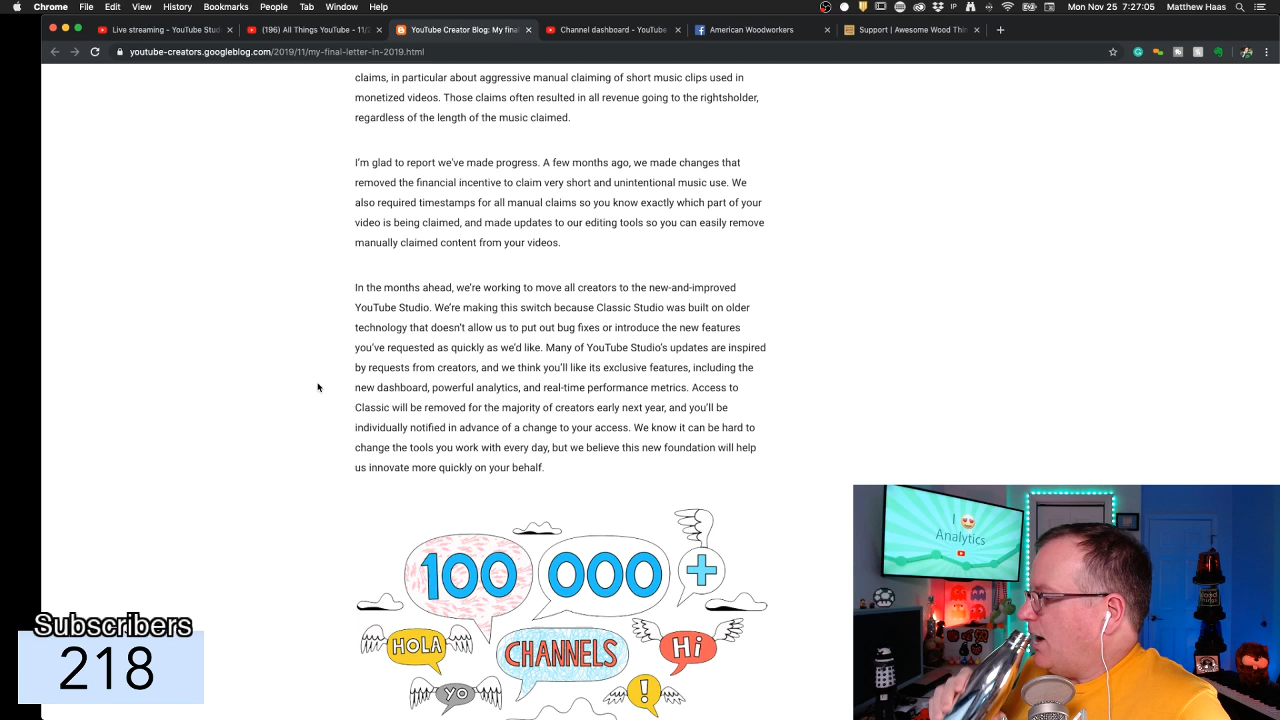 Chrome File Edit View History Bookmarks People Tab Window Help
Thu Nov 21 7:27:05 Matthew Haas
Live streaming - YouTube Stud
(196) All Things YouTube - 11/2
YouTube Creator Blog: My final
Channel dashboard - YouTube
American Woodworkers
Support | Awesome Wood Thin
youtube-creators.googleblog.com/2019/11/my-final-letter-in-2019.html
claims, in particular about aggressive manual claiming of short music clips used in
monetized videos. Those claims often resulted in all revenue going to the rightsholder,
regardless of the length of the music claimed.
I'm glad to report we've made progress. A few months ago, we made changes that
removed the financial incentive to claim very short and unintentional music use. We
also required timestamps for all manual claims so you know exactly which part of your
video is being claimed, and made updates to our editing tools so you can easily remove
manually claimed content from your videos.
In the months ahead, we're working to move all creators to the new-and-improved
YouTube Studio. We're making this switch because Classic Studio was built on older
technology that doesn't allow us to put out bug fixes or introduce the new features
you've requested as quickly as we'd like. Many of YouTube Studio's updates are inspired
by requests from creators, and we think you'll like its exclusive features, including the
new dashboard, powerful analytics, and real-time performance metrics. Access to
Classic will be removed for the majority of creators early next year, and you'll be
individually notified in advance of a change to your access. We know it can be hard to
change the tools you work with every day, but we believe this new foundation will help
us innovate more quickly on your behalf.
100 000 +
HOLA CHANNELS Hi
YO !
I
Analytics
Subscribers
218